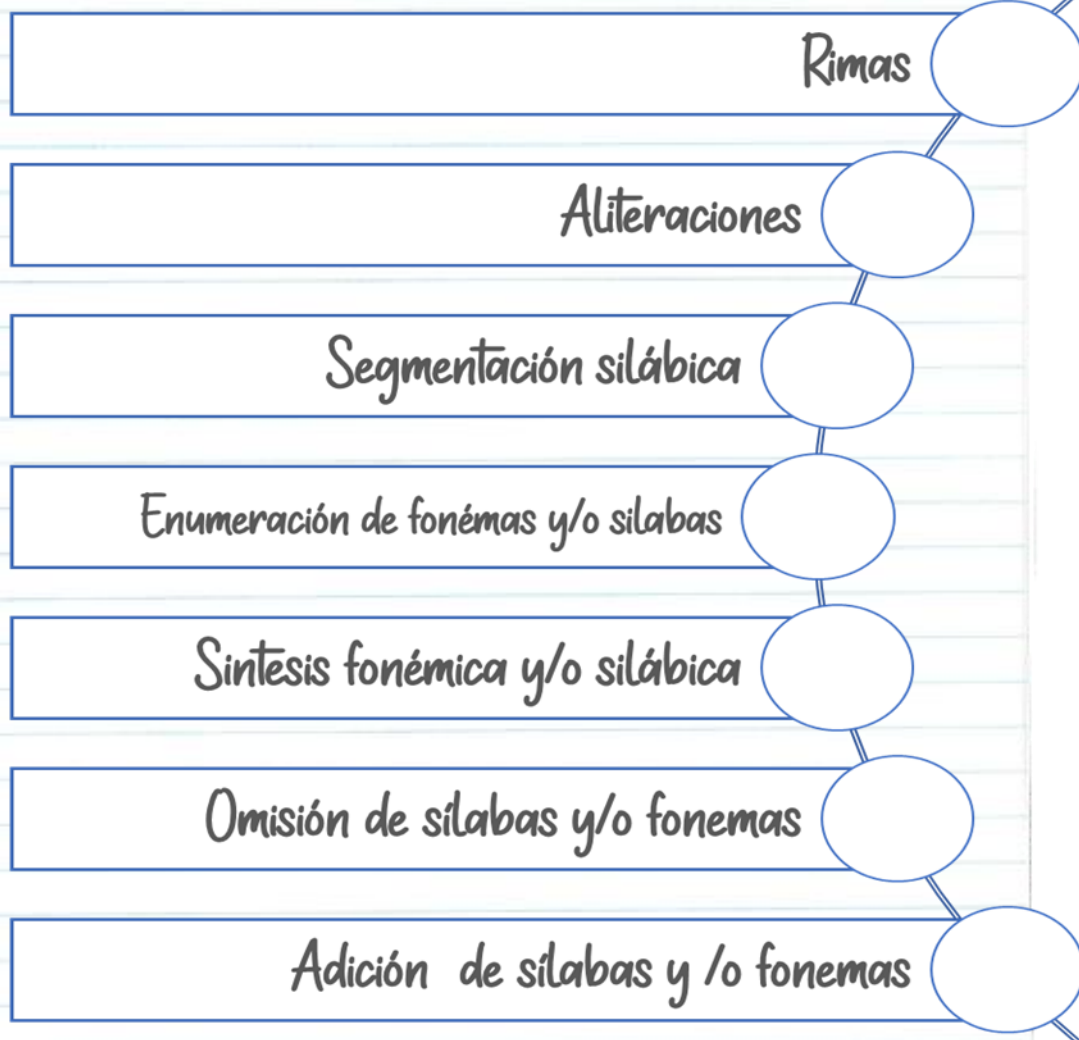 Rimas
Aliteraciones
Segmentación silábica
Enumeración de fonémas y/o silabas
Sintesis fonémica y/o silábica
Omisión de sílabas y/o fonemas
Adición de sílabas y /o fonemas